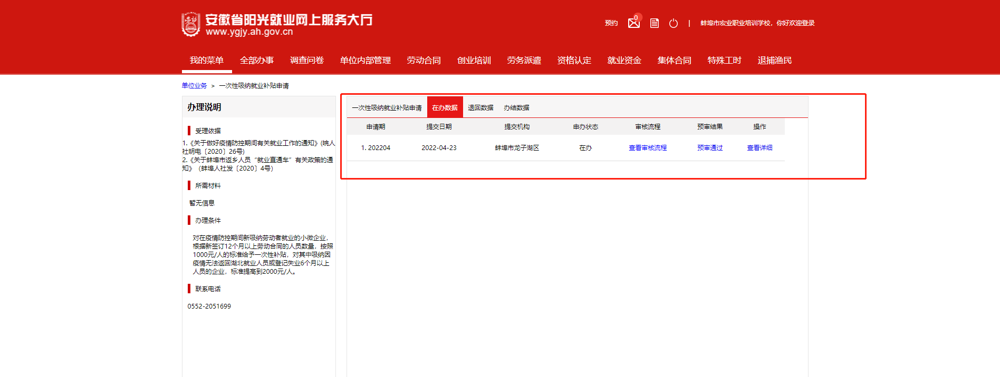 安徽省阳光就业网上服务大厅
www.ygjy.ah.gov.cn
预约 0 | 蚌埠市宏业职业培训学校，你好欢迎登录
我的菜单 全部办事 调查问卷 单位内部管理 劳动合同 创业培训 劳务派遣 资格认定 就业资金 集体合同 特殊工时 退捕渔民
单位业务 > 一次性吸纳就业补贴申请
办理说明
受理依据
1.《关于做好疫情防控期间有关就业工作的通知》(皖人
社明电〔2020〕26号)
2.《关于蚌埠市返乡人员“就业直通车”有关政策的通
知》（蚌埠人社发〔2020〕4号）
所需材料
暂无信息
办理条件
对在疫情防控期间新吸纳劳动者就业的小微企业，
根据新签订12个月以上劳动合同的人员数量，按照
1000元/人的标准给予一次性补贴，对其中吸纳因
疫情无法返回湖北就业人员或登记失业6个月以上
人员的企业，标准提高到2000元/人。
联系电话
0552-2051699
一次性吸纳就业补贴申请 在办数据 退回数据 办结数据
申请期 提交日期 提交机构 申办状态 审核流程 预审结果 操作
1. 202204 2022-04-23 蚌埠市龙子湖区 在办 查看审核流程 预审通过 查看详细